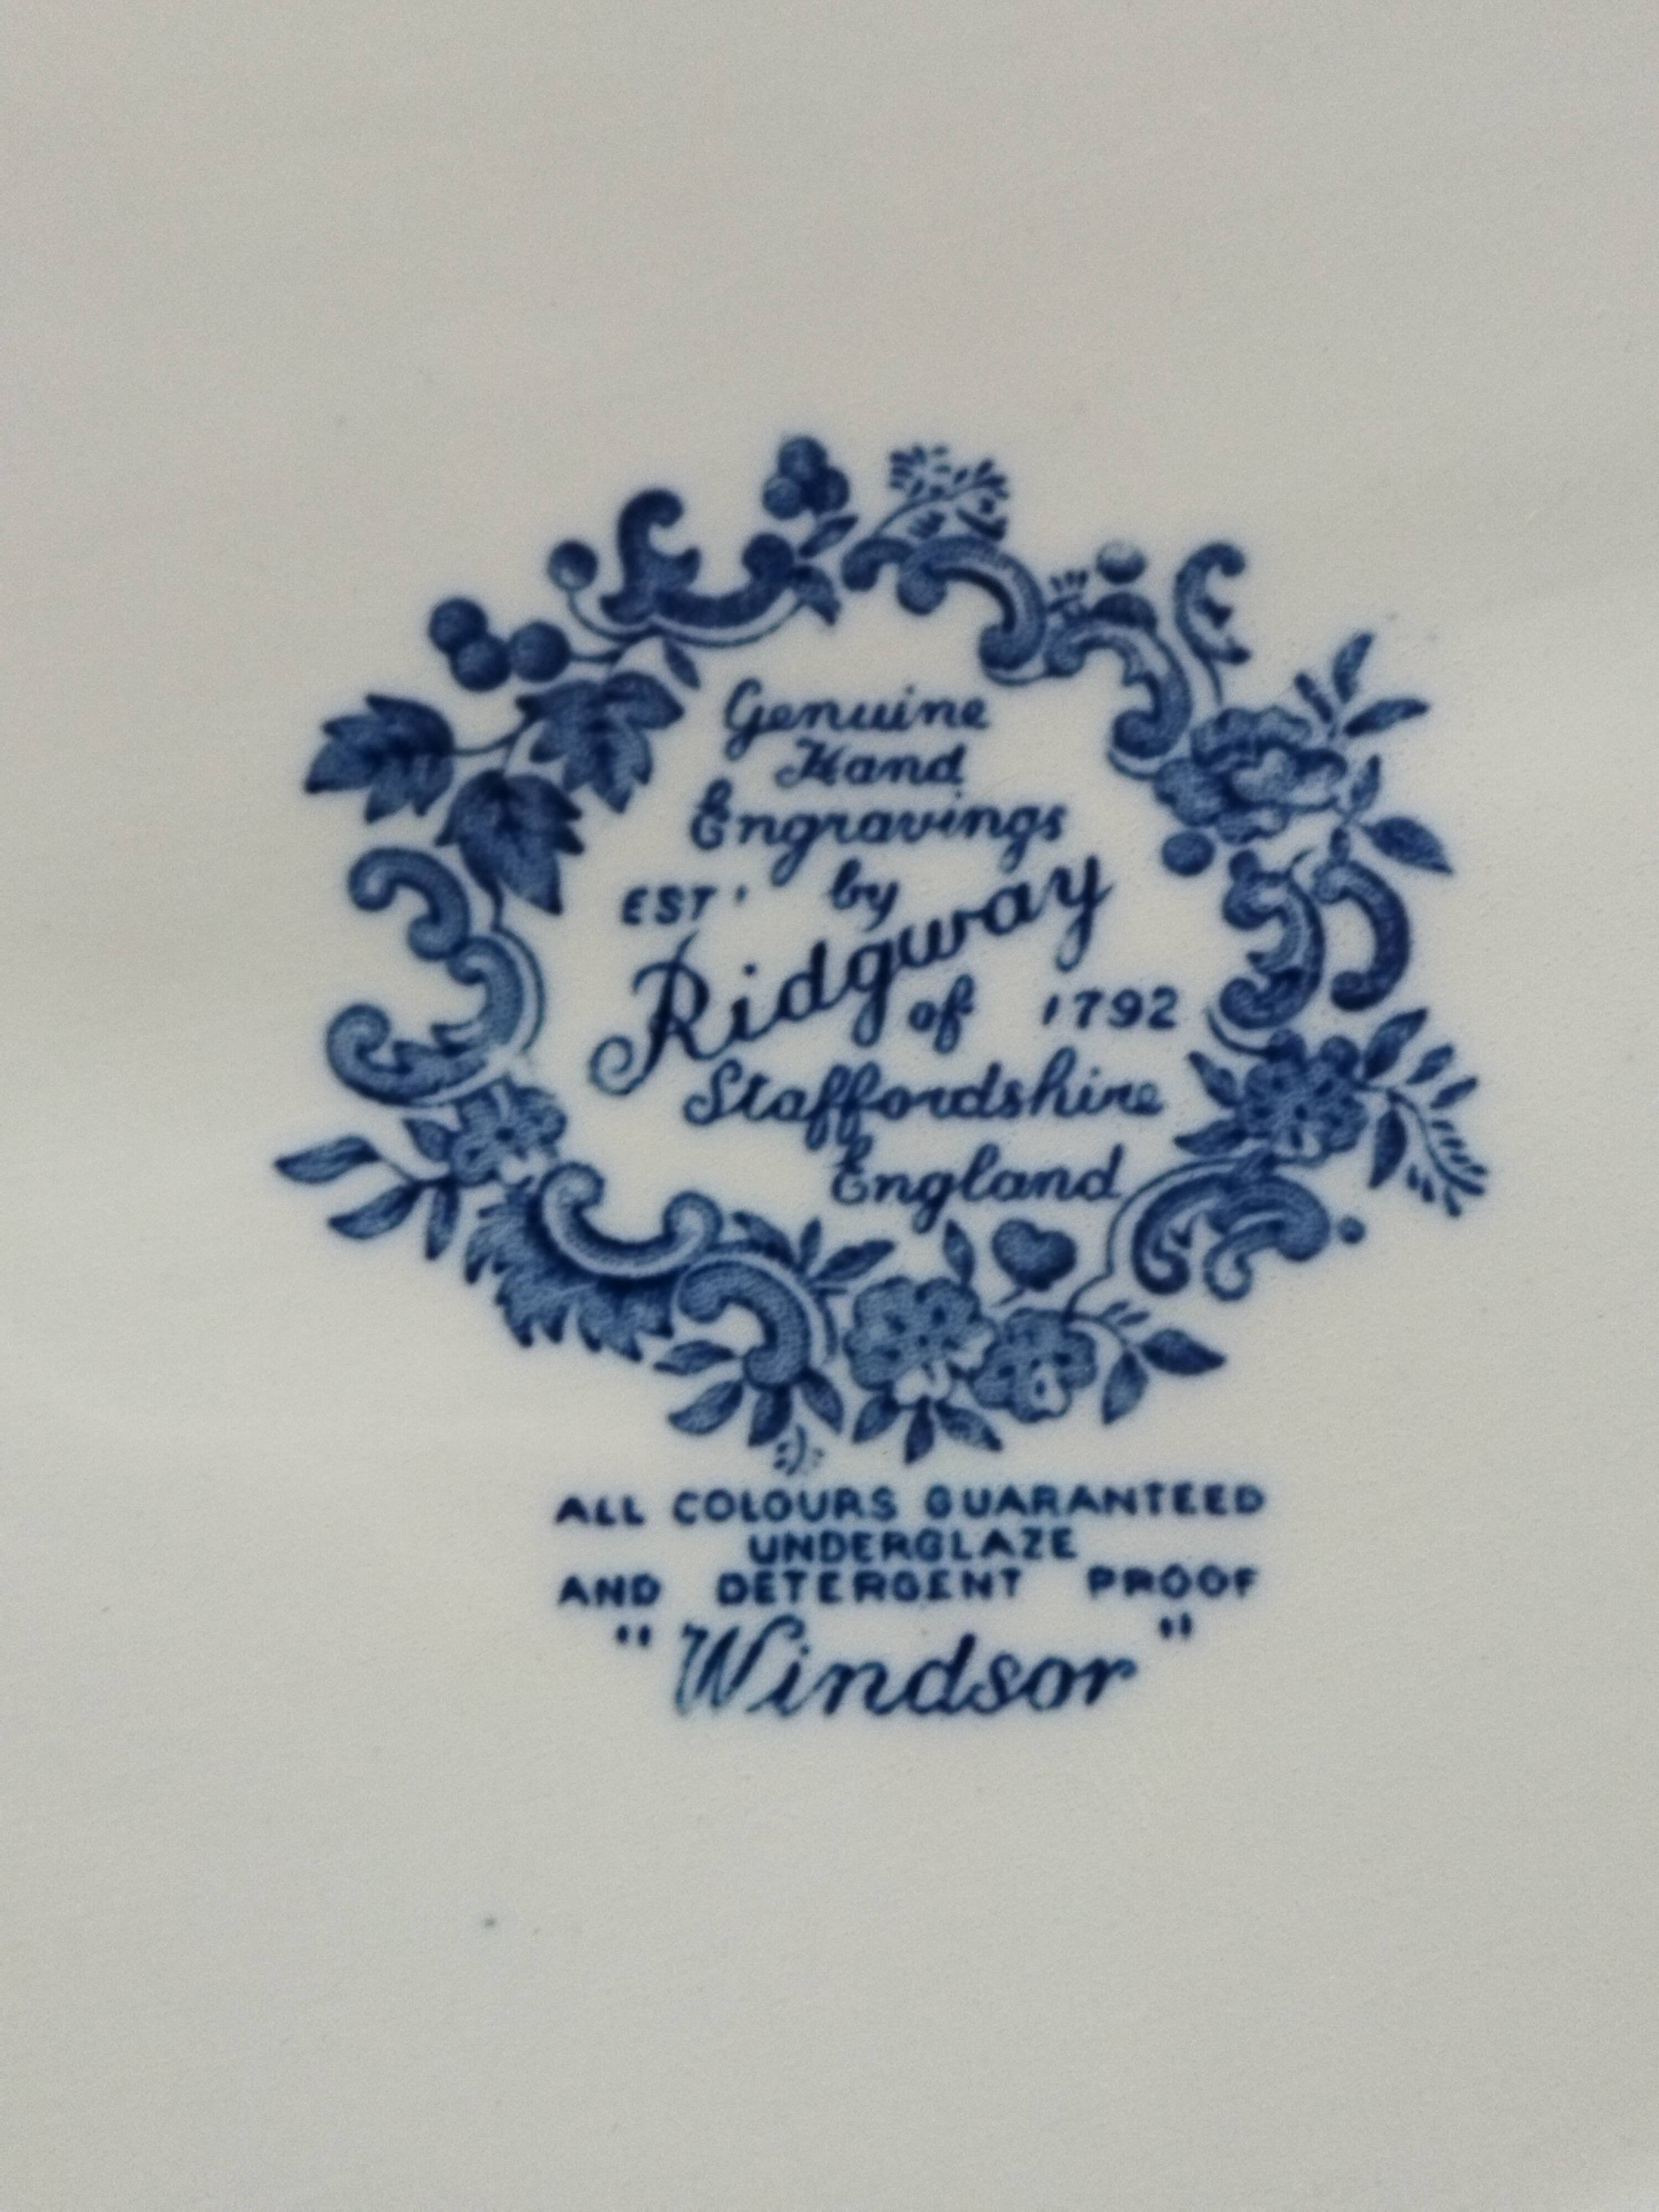 Genuine
Hand
Engravings
EST' by
Ridgway
of 1792
Staffordshire
England
ALL COLOURS GUARANTEED
UNDERGLAZE
AND DETERGENT PROOF
"Windsor"